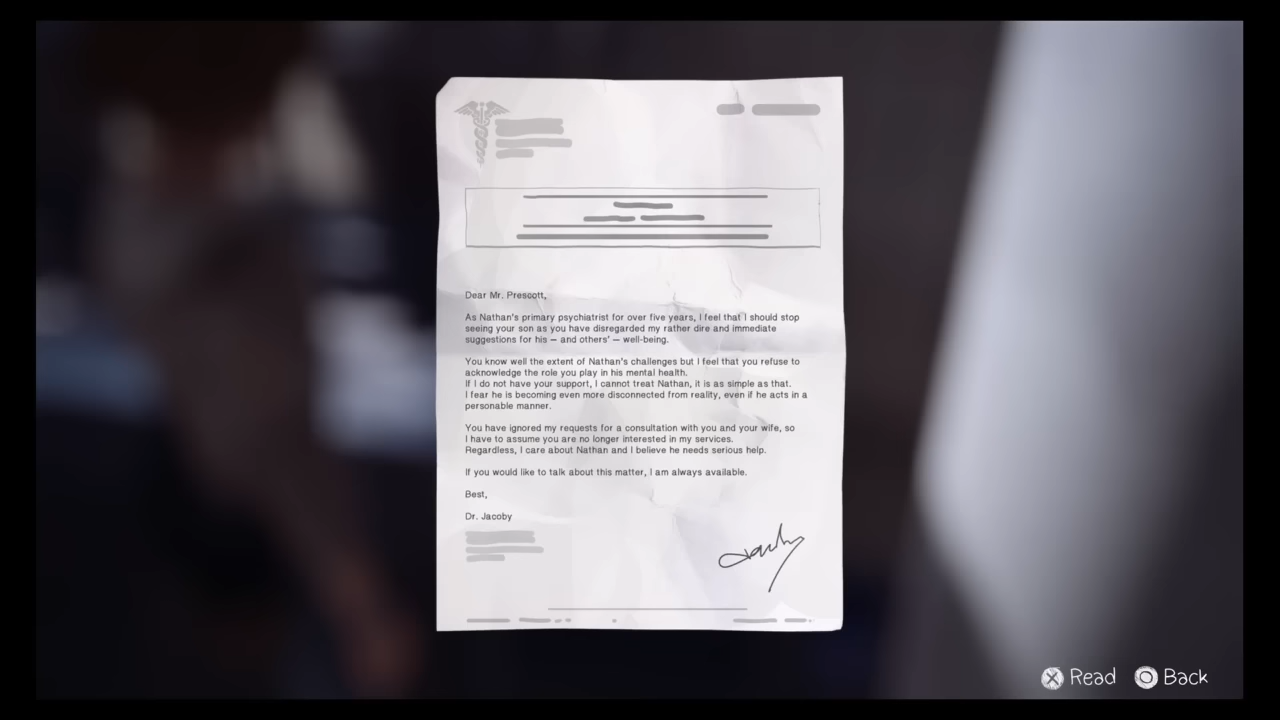 Dear Mr. Prescott,
As Nathan's primary psychiatrist for over five years, I feel that I should stop
seeing your son as you have disregarded my rather dire and immediate
suggestions for his — and others' — well-being.
You know well the extent of Nathan's challenges but I feel that you refuse to
acknowledge the role you play in his mental health.
If I do not have your support, I cannot treat Nathan, it is as simple as that.
I fear he is becoming even more disconnected from reality, even if he acts in a
personable manner.
You have ignored my requests for a consultation with you and your wife, so
I have to assume you are no longer interested in my services.
Regardless, I care about Nathan and I believe he needs serious help.
If you would like to talk about this matter, I am always available.
Best,
Dr. Jacoby
Read
Back